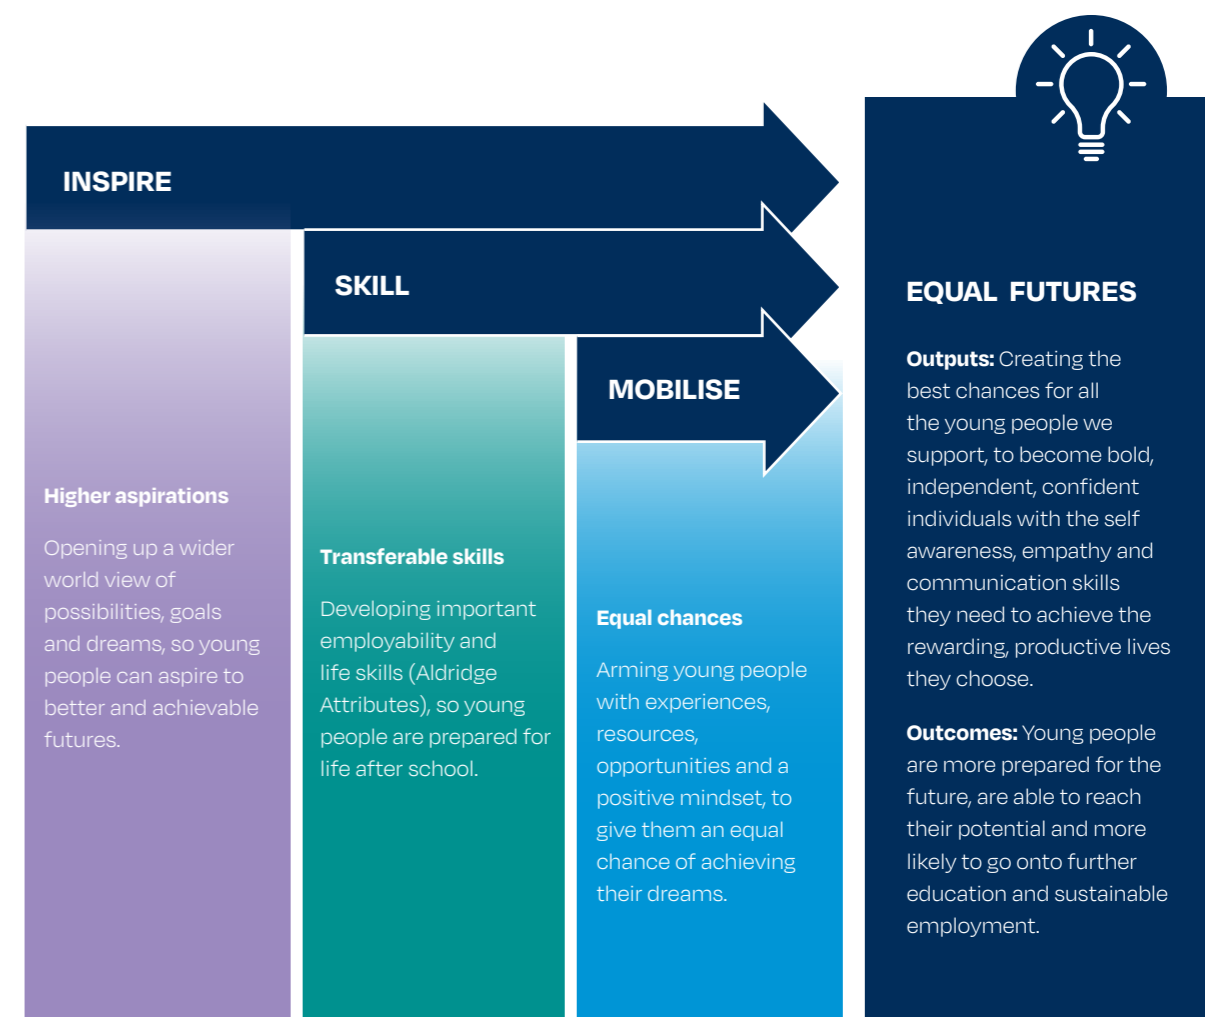 INSPIRE
Higher aspirations
Opening up a wider
world view of
possibilities, goals
and dreams, so young
people can aspire to
better and achievable
futures.
SKILL
Transferable skills
Developing important
employability and
life skills (Aldridge
Attributes), so young
people are prepared for
life after school.
MOBILISE
Equal chances
Arming young people
with experiences,
resources,
opportunities and a
positive mindset, to
give them an equal
chance of achieving
their dreams.
EQUAL FUTURES
Outputs: Creating the
best chances for all
the young people we
support, to become bold,
independent, confident
individuals with the self
awareness, empathy and
communication skills
they need to achieve the
rewarding, productive lives
they choose.
Outcomes: Young people
are more prepared for the
future, are able to reach
their potential and more
likely to go onto further
education and sustainable
employment.